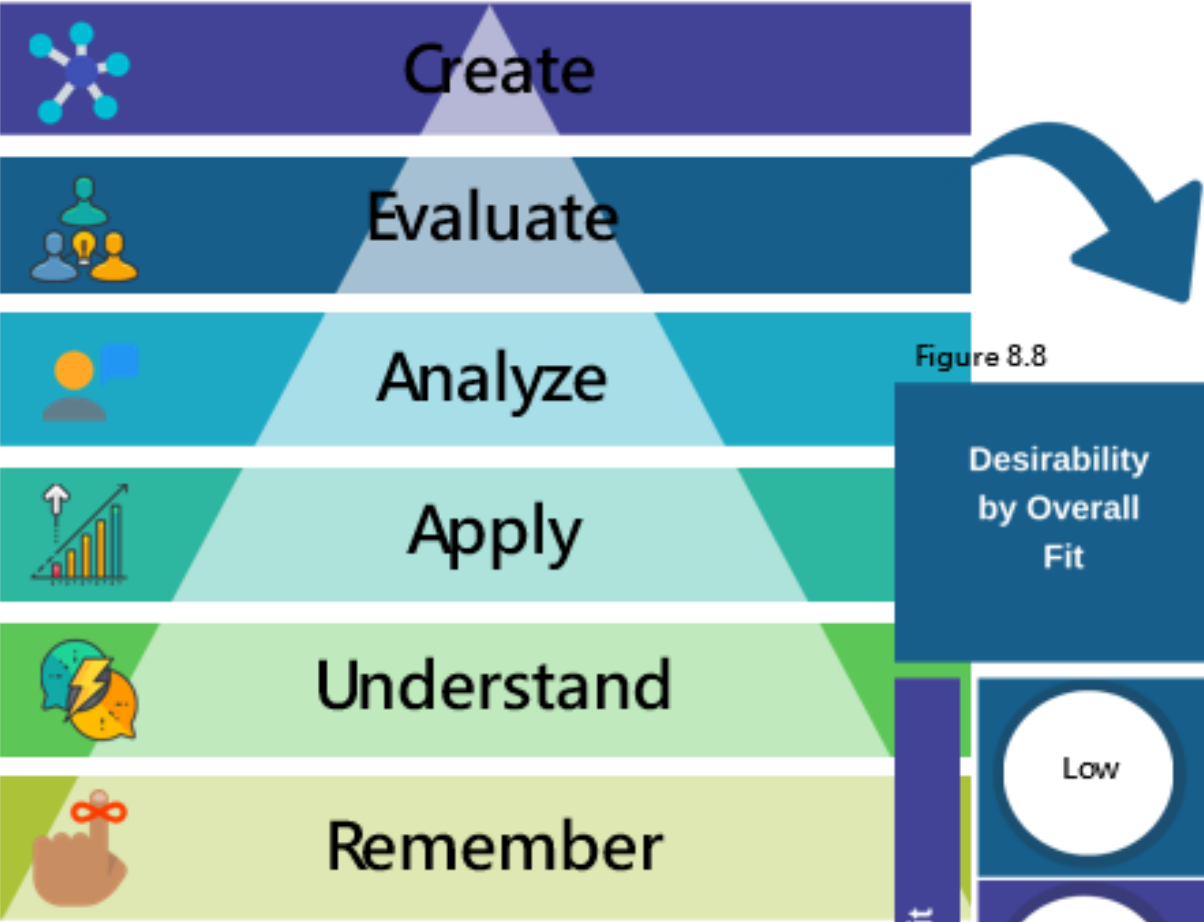 Create
Evaluate
Analyze
Figure 8.8
Desirability
by Overall
Fit
Apply
Understand
Low
Remember